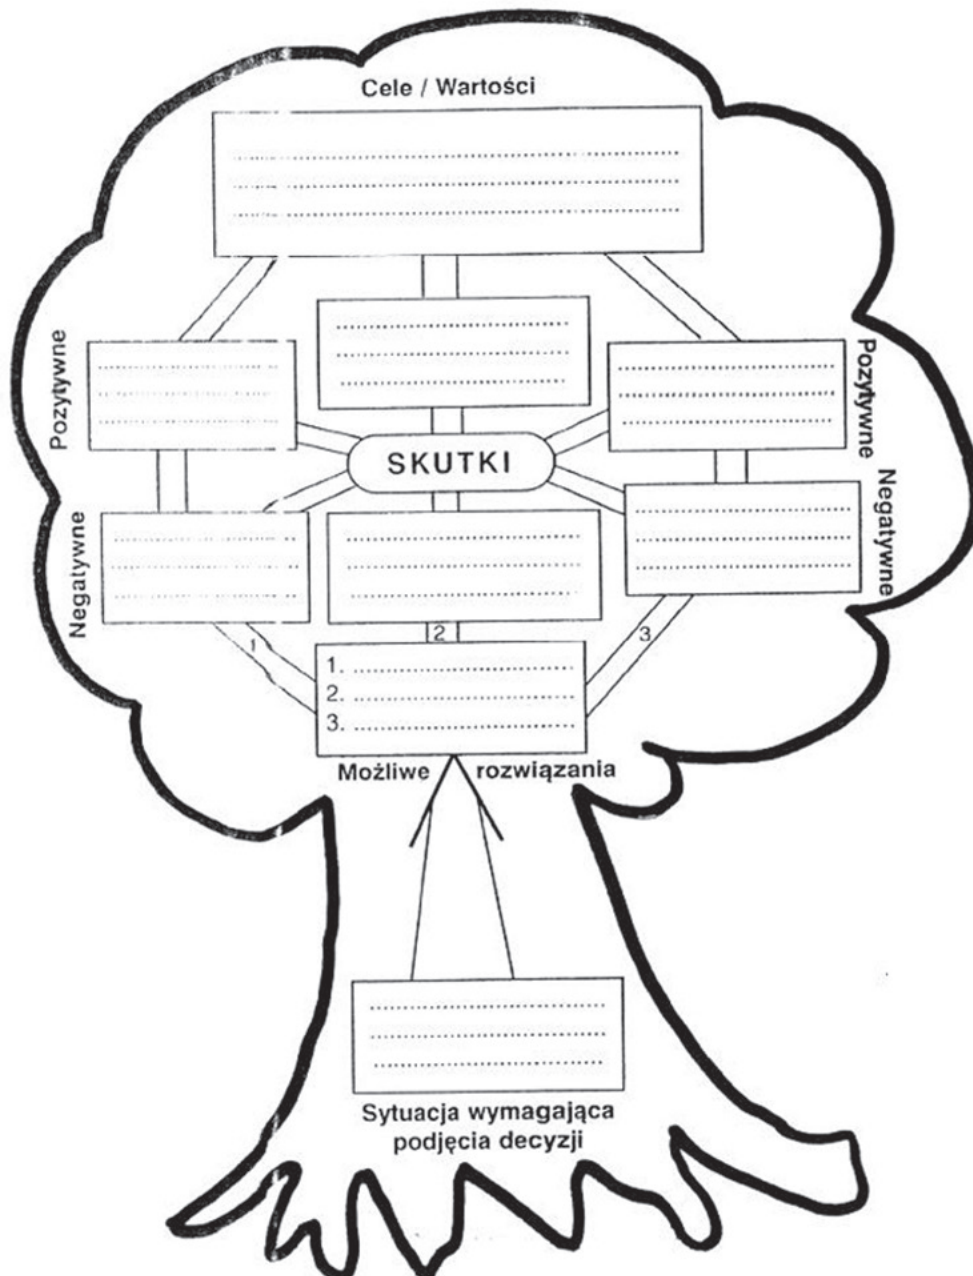 Cele / Wartości
Pozytywne
Pozytywne
SKUTKI
Negatywne
Negatywne
1
2
3
1. ........................................
2. ........................................
3. ........................................
Możliwe rozwiązania
Sytuacja wymagająca
podjęcia decyzji